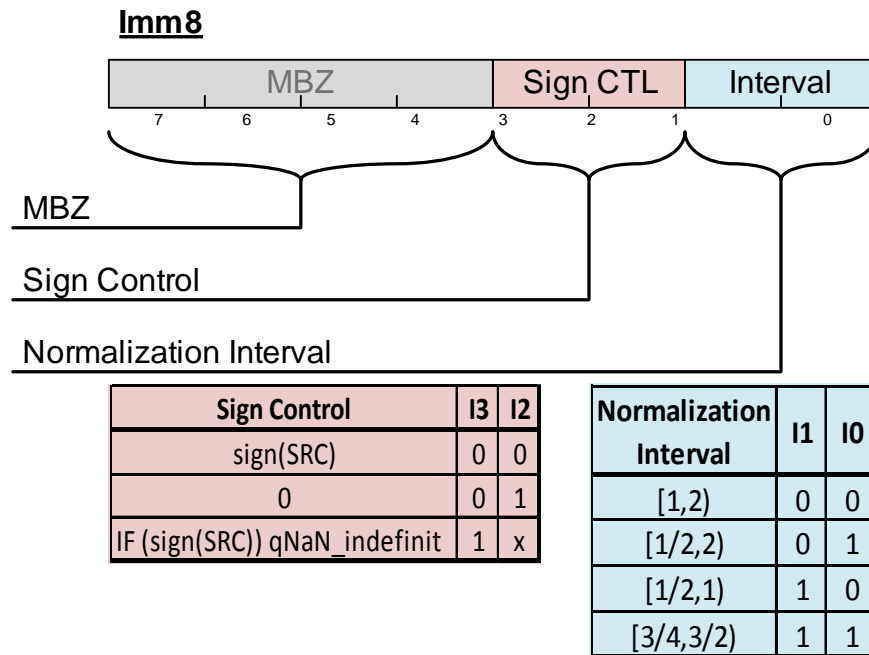 Imm8
MBZ Sign CTL Interval
7 6 5 4 3 2 1 0
MBZ
Sign Control
Normalization Interval
Sign Control I3 I2
sign(SRC) 0 0
0 0 1
IF (sign(SRC)) qNaN_indefinit 1 x
Normalization
Interval I1 I0
[1,2) 0 0
[1/2,2) 0 1
[1/2,1) 1 0
[3/4,3/2) 1 1